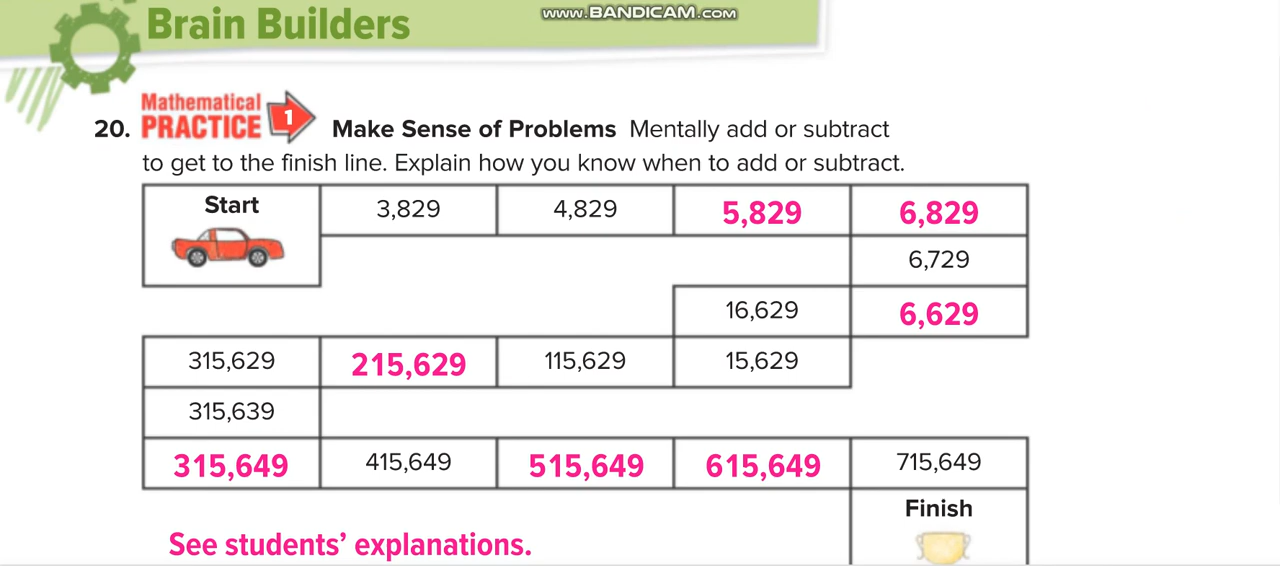 www.BANDICAM.com
Brain Builders
20. Mathematical PRACTICE 1 Make Sense of Problems Mentally add or subtract
to get to the finish line. Explain how you know when to add or subtract.
Start 3,829 4,829 5,829 6,829
6,729
16,629 6,629
315,629 215,629 115,629 15,629
315,639
315,649 415,649 515,649 615,649 715,649
Finish
See students' explanations.